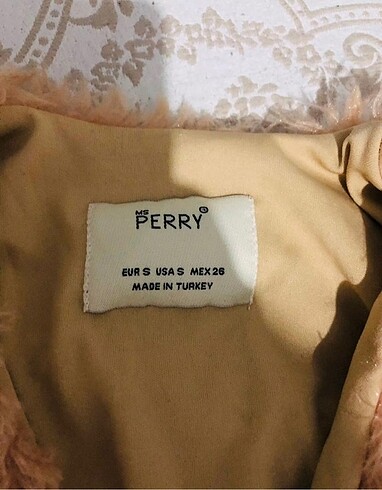 MS
PERRY®
EUR S USA S MEX 26
MADE IN TURKEY